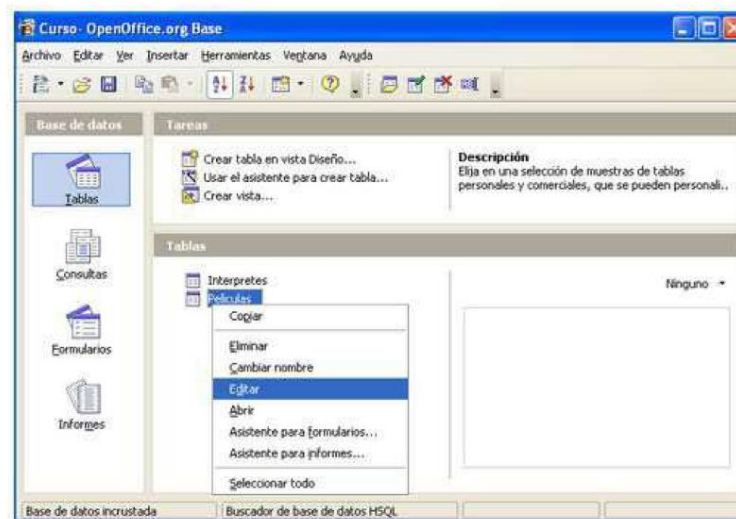 Curso- OpenOffice.org Base
Archivo Editar Ver Insertar Herramientas Ventana Ayuda
Base de datos
Tareas
Tablas
Consultas
Formularios
Informes
Crear tabla en vista Diseño...
Usar el asistente para crear tabla...
Crear vista...
Descripción
Elija en una selección de muestras de tablas
personales y comerciales, que se pueden personali..
Tablas
Interpretes
Peliculas
Ninguno
Copiar
Eliminar
Cambiar nombre
Editar
Abrir
Asistente para formularios...
Asistente para informes...
Seleccionar todo
Base de datos incrustada
Buscador de base de datos HSQL